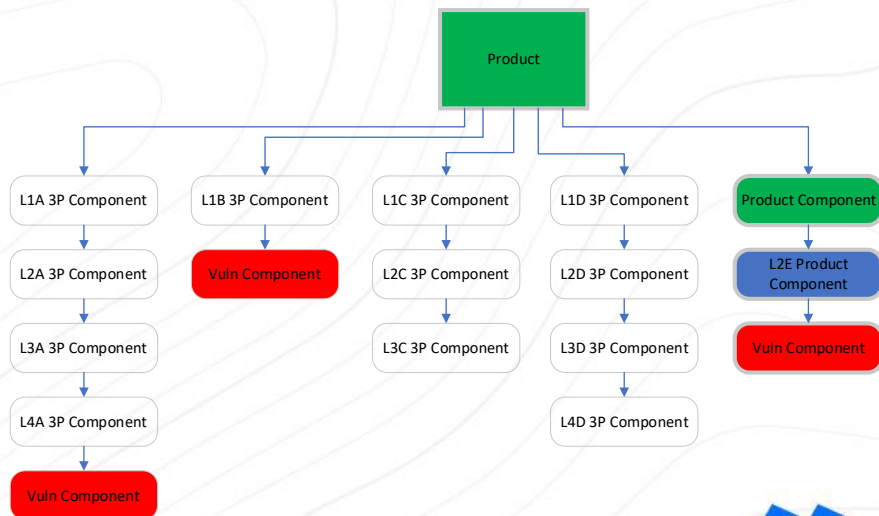 Product
L1A 3P Component
L1B 3P Component
L1C 3P Component
L1D 3P Component
Product Component
L2A 3P Component
Vuln Component
L2C 3P Component
L2D 3P Component
L2E Product
Component
L3A 3P Component
L3C 3P Component
L3D 3P Component
Vuln Component
L4A 3P Component
L4D 3P Component
Vuln Component